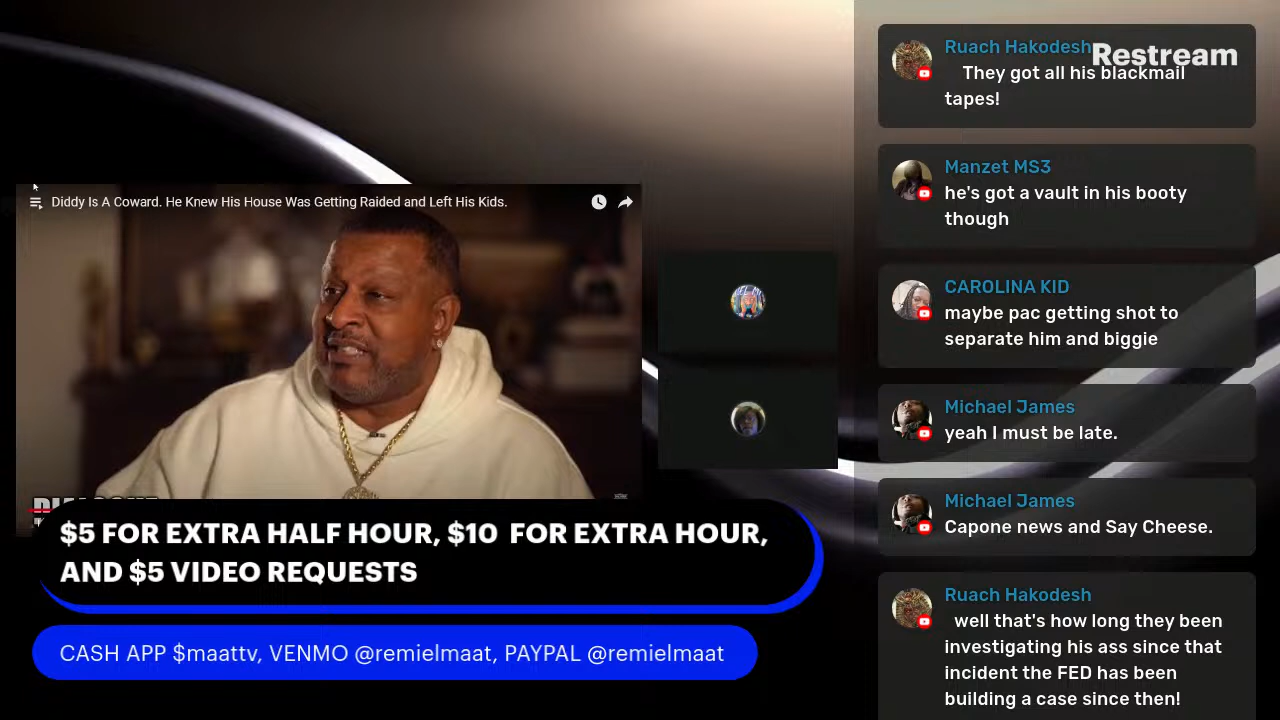 Diddy Is A Coward. He Knew His House Was Getting Raided and Left His Kids.
$5 FOR EXTRA HALF HOUR, $10 FOR EXTRA HOUR,
AND $5 VIDEO REQUESTS
CASH APP $maattv, VENMO @remielmaat, PAYPAL @remielmaat
Restream
Ruach Hakodesh
They got all his blackmail
tapes!
Manzet MS3
he's got a vault in his booty
though
CAROLINA KID
maybe pac getting shot to
separate him and biggie
Michael James
yeah I must be late.
Michael James
Capone news and Say Cheese.
Ruach Hakodesh
well that's how long they been
investigating his ass since that
incident the FED has been
building a case since then!